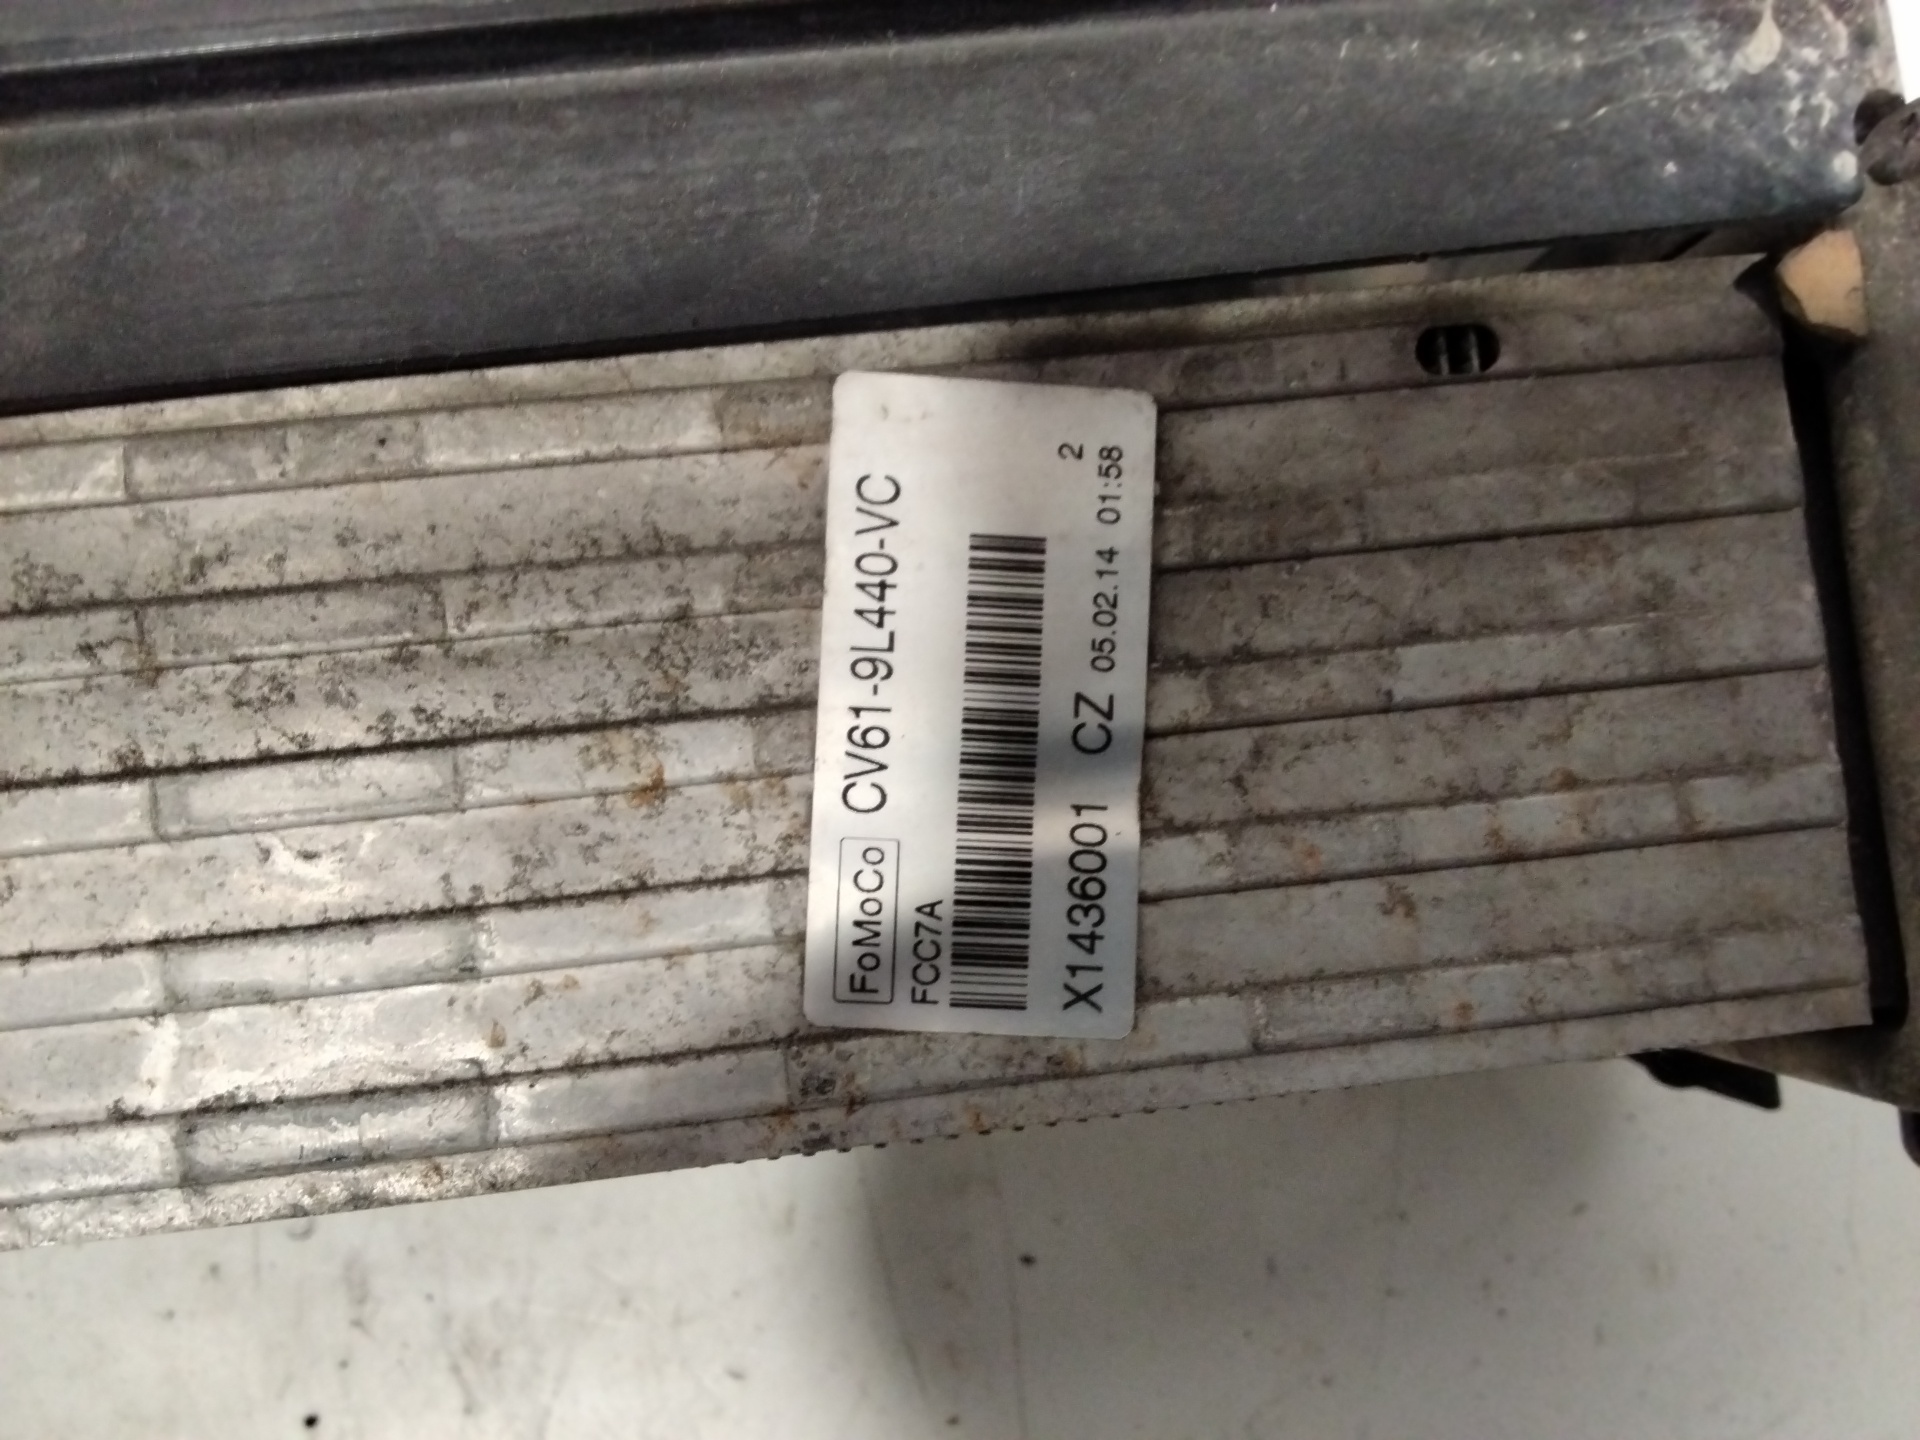 FoMoCo CV61-9L440-VC
FCC7A
2
X1436001 CZ 05.02.14 01:58